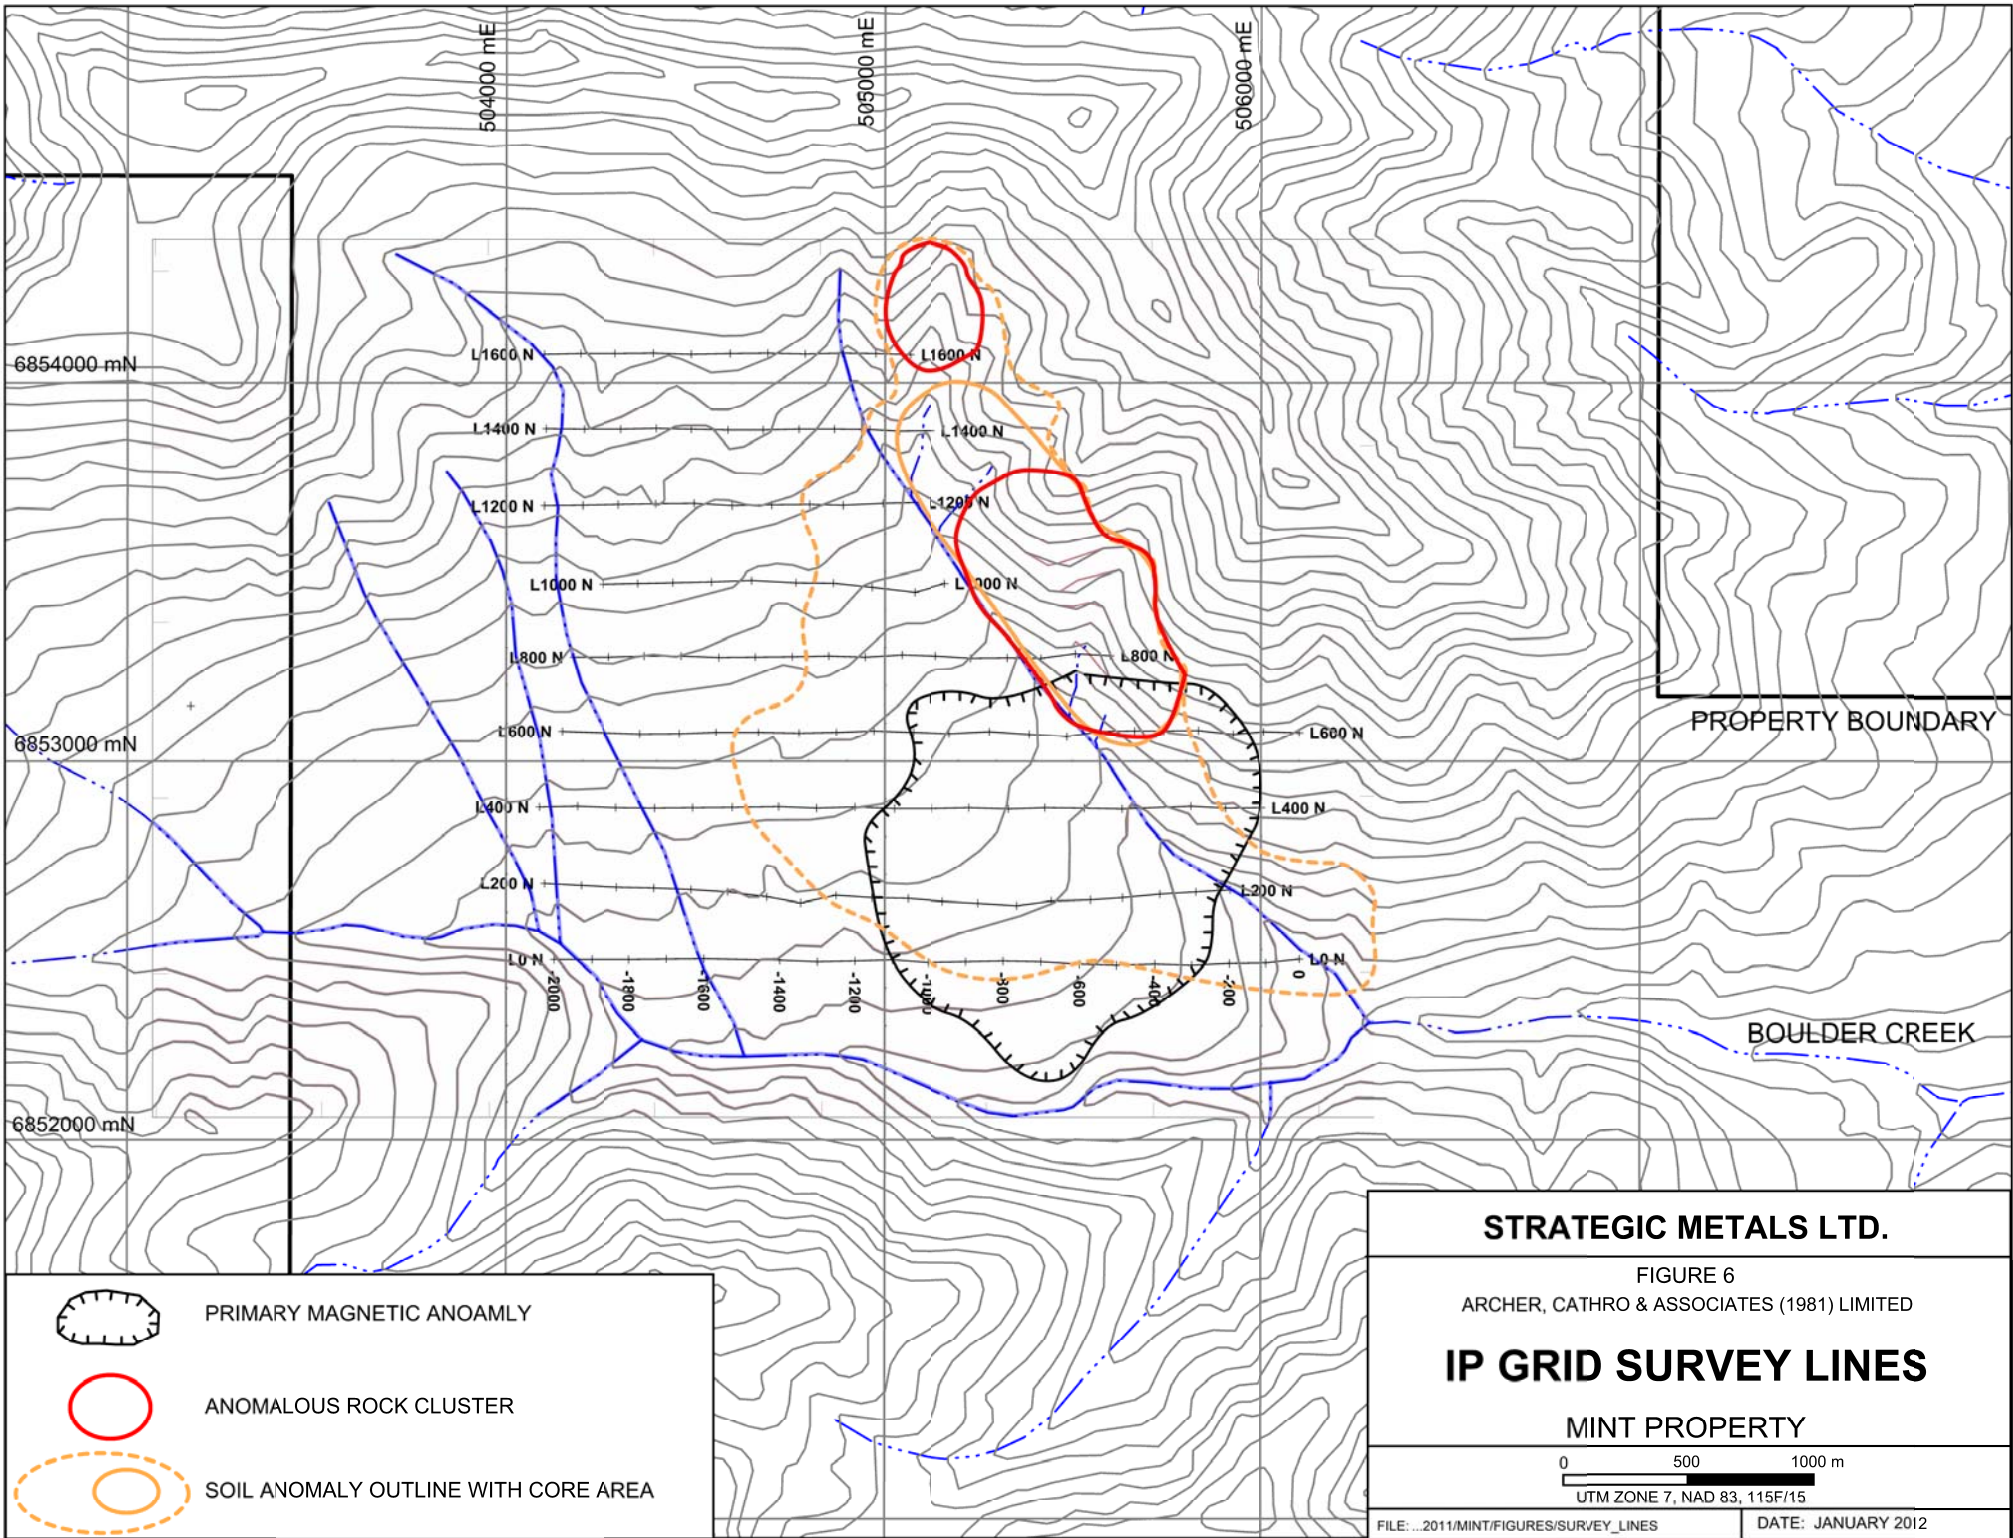 504000 mE
505000 mE
506000 mE
6854000 mN
6853000 mN
6852000 mN
L1600 N
L1600 N
L1400 N
L1400 N
L1200 N
1200 N
L1000 N
L1000 N
L800 N
L800 N
L600 N
L600 N
L400 N
L400 N
L200 N
L200 N
L0 N
L0 N
-2000
-1800
-1600
-1400
-1200
-1000
-800
-600
-400
-200
0
PROPERTY BOUNDARY
BOULDER CREEK
PRIMARY MAGNETIC ANOAMLY
ANOMALOUS ROCK CLUSTER
SOIL ANOMALY OUTLINE WITH CORE AREA
STRATEGIC METALS LTD.
FIGURE 6
ARCHER, CATHRO & ASSOCIATES (1981) LIMITED
IP GRID SURVEY LINES
MINT PROPERTY
0 500 1000 m
UTM ZONE 7, NAD 83, 115F/15
FILE: ...2011/MINT/FIGURES/SURVEY_LINES
DATE: JANUARY 2012